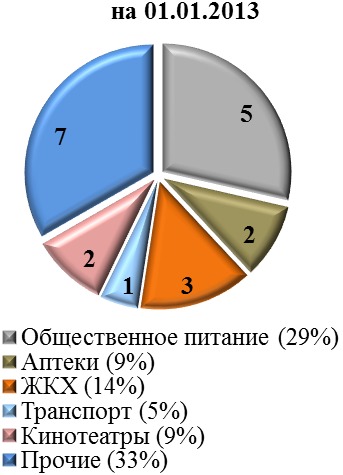 на 01.01.2013
7
5
2
2
1
3
Общественное питание (29%)
Аптеки (9%)
ЖКХ (14%)
Транспорт (5%)
Кинотеатры (9%)
Прочие (33%)